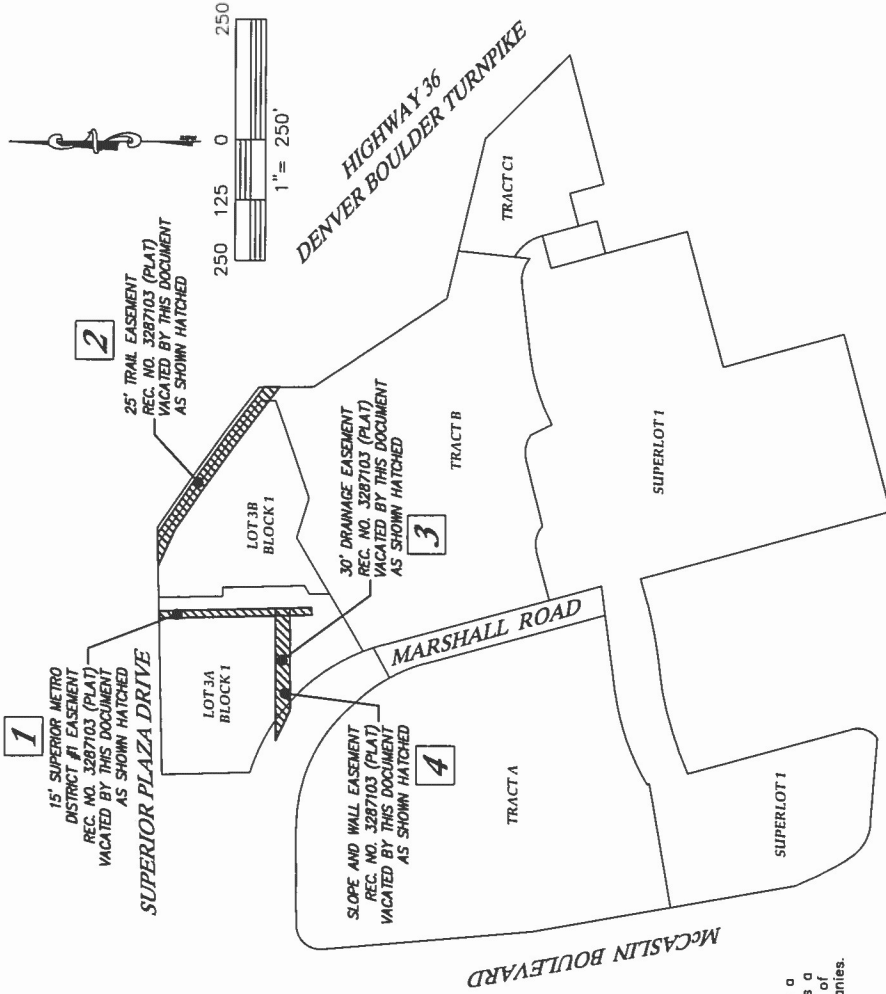 250
0
125
250
1"= 250'
HIGHWAY 36
DENVER BOULDER TURNPIKE
2
25' TRAIL EASEMENT
REC. NO. 3287103 (PLAT)
VACATED BY THIS DOCUMENT
AS SHOWN HATCHED
1
15' SUPERIOR METRO
DISTRICT #1 EASEMENT
REC. NO. 3287103 (PLAT)
VACATED BY THIS DOCUMENT
AS SHOWN HATCHED
SUPERIOR PLAZA DRIVE
LOT 3A
BLOCK 1
LOT 3B
BLOCK 1
30' DRAINAGE EASEMENT
REC. NO. 3287103 (PLAT)
VACATED BY THIS DOCUMENT
AS SHOWN HATCHED
3
SLOPE AND WALL EASEMENT
REC. NO. 3287103 (PLAT)
VACATED BY THIS DOCUMENT
AS SHOWN HATCHED
4
MARSHALL ROAD
TRACT C1
TRACT B
SUPERLOT 1
TRACT A
SUPERLOT 1
McCASLIN BOULEVARD
a
s a
of
anies.